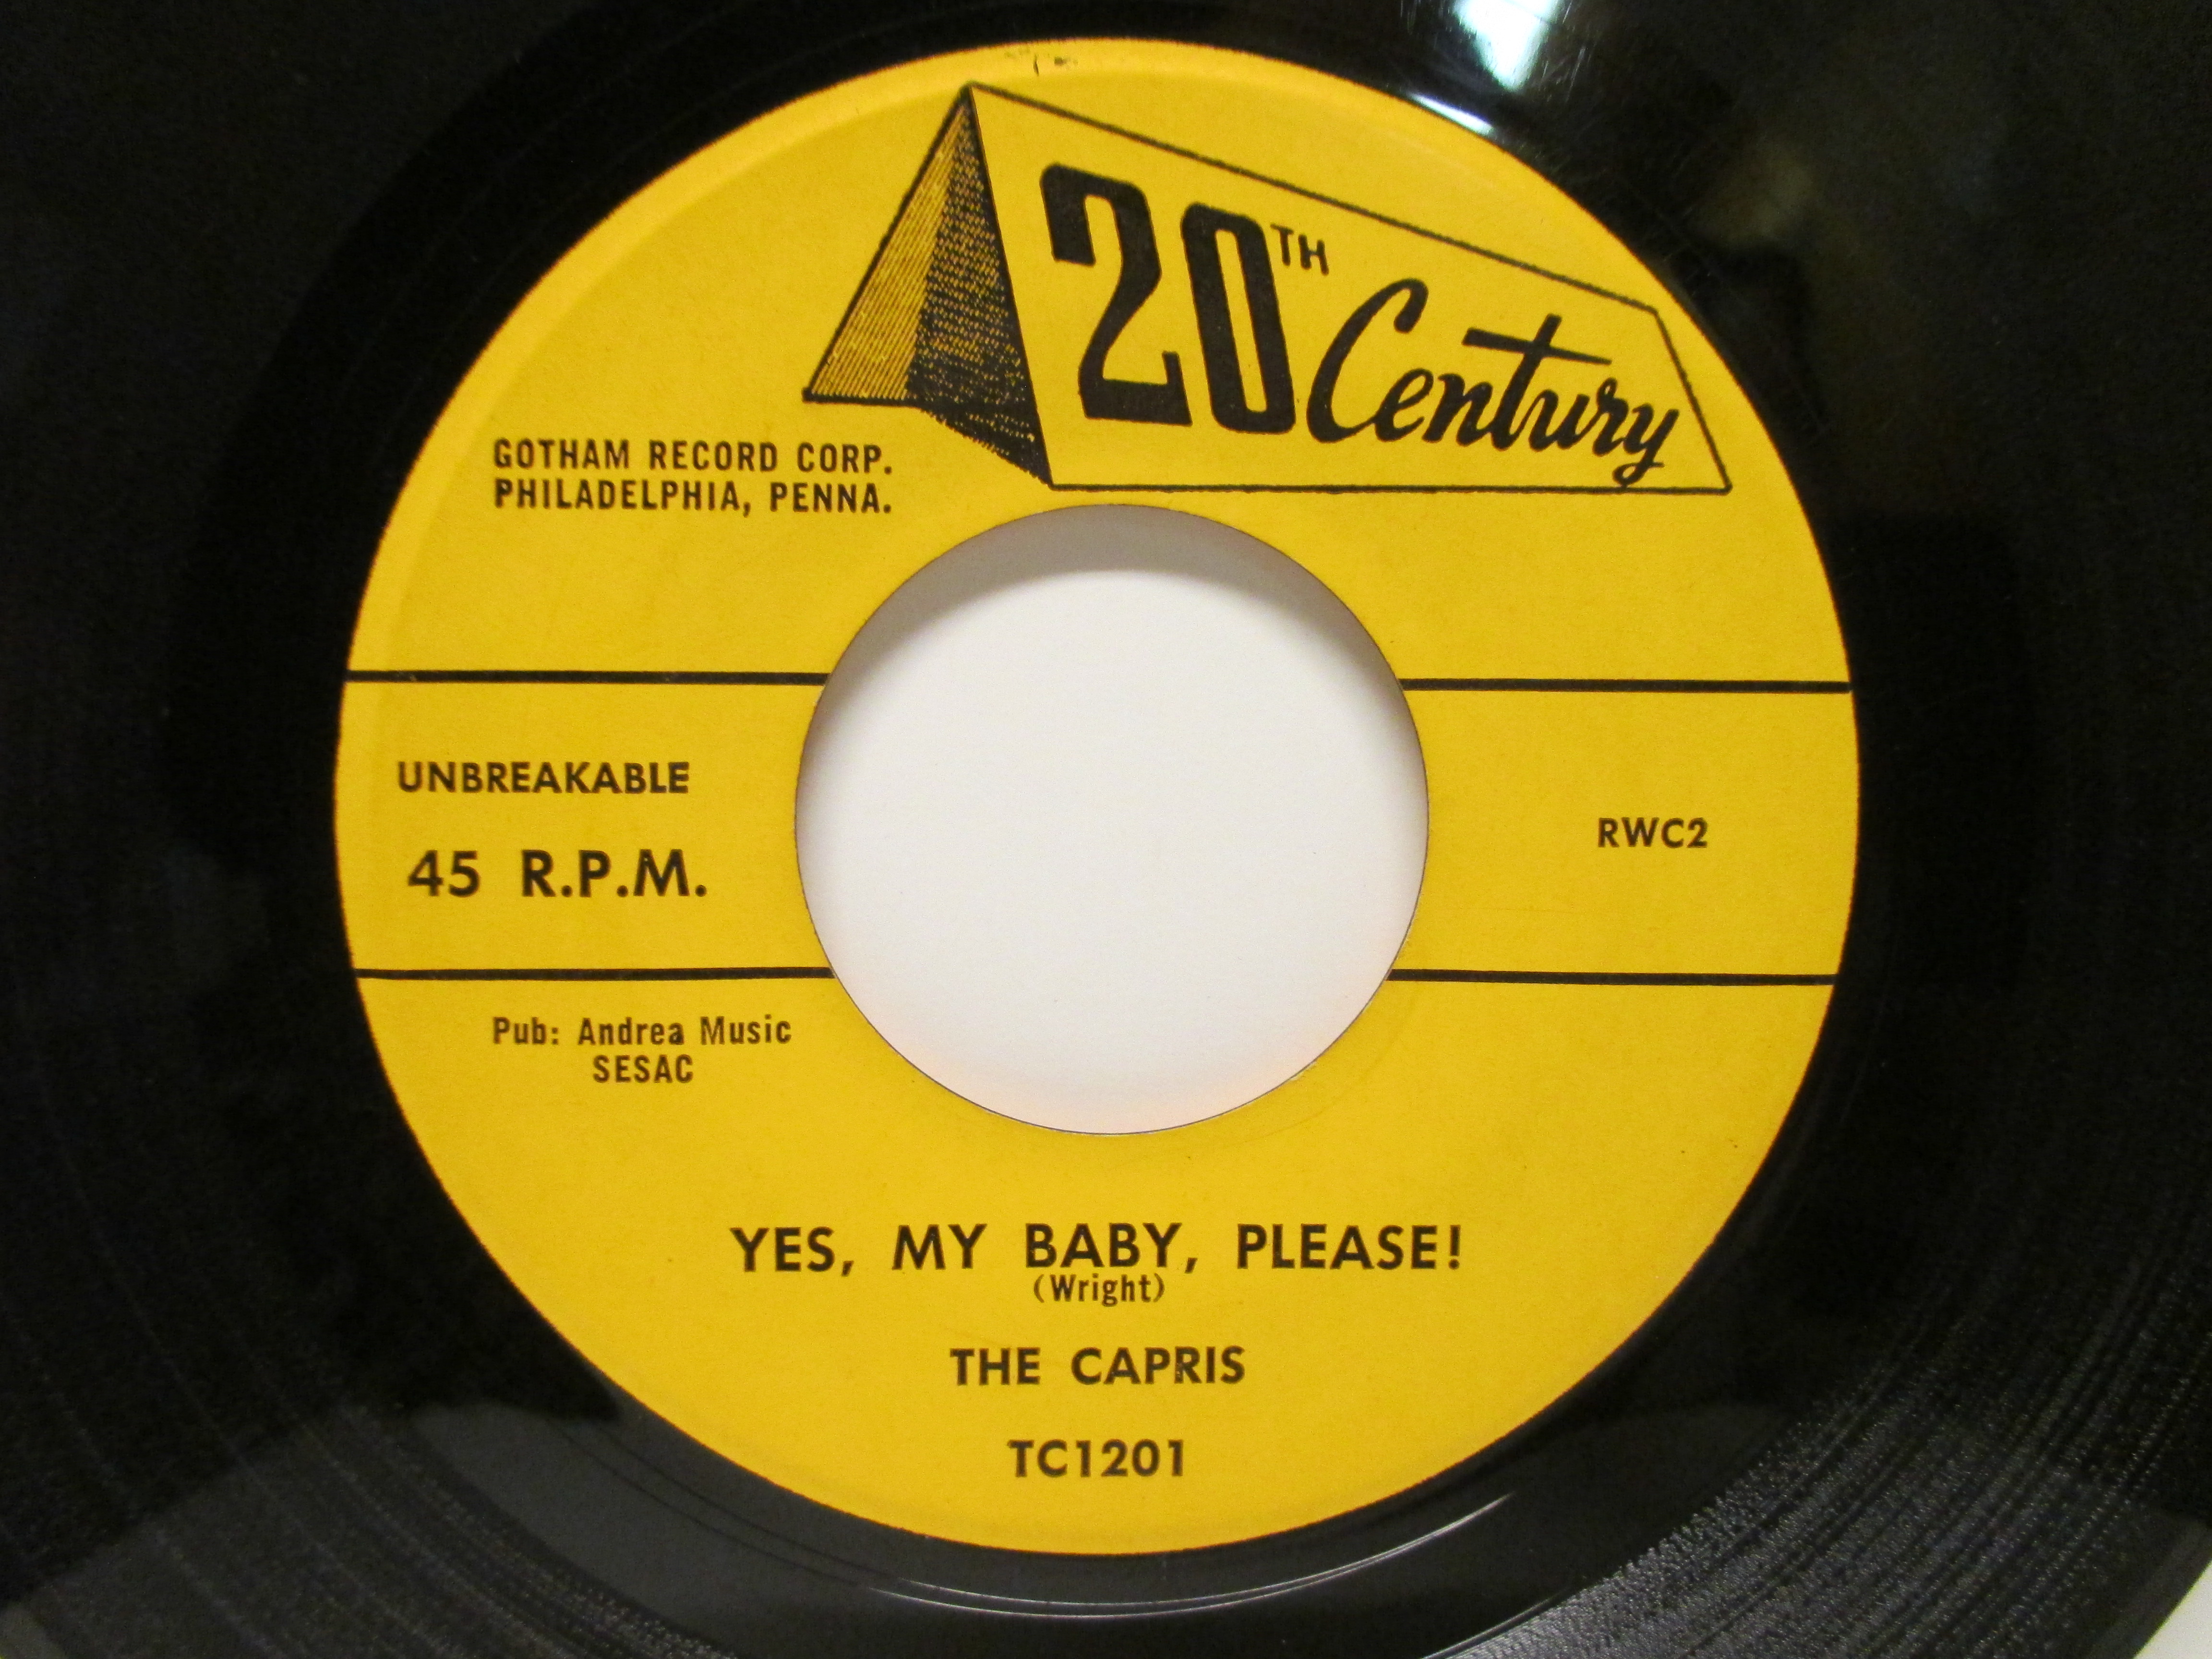 20TH Century
GOTHAM RECORD CORP.
PHILADELPHIA, PENNA.
UNBREAKABLE
45 R.P.M.
RWC2
Pub: Andrea Music
SESAC
YES, MY BABY, PLEASE!
(Wright)
THE CAPRIS
TC1201